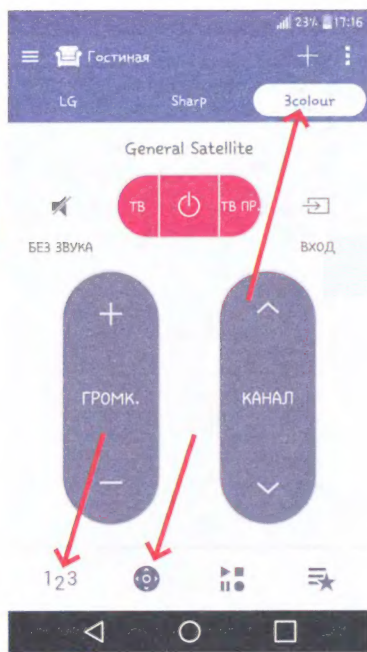 23% 17:16
Гостиная
LG Sharp 3colour
General Satellite
ТВ ТВ ПР.
БЕЗ ЗВУКА ВХОД
+
ГРОМК. КАНАЛ
−
123